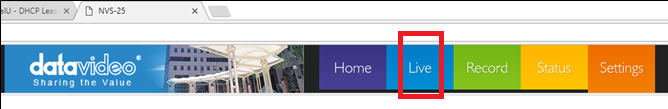 alU - DHCP Leas
NVS-25
datavideo®
Sharing the Value
Home
Live
Record
Status
Settings